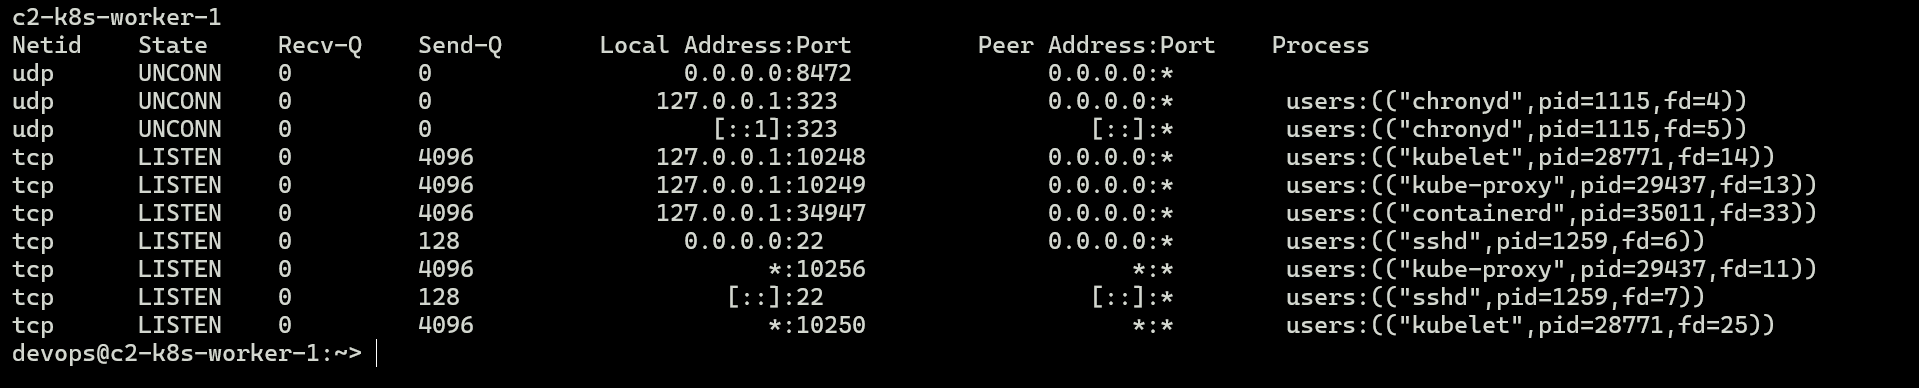 c2-k8s-worker-1
Netid    State     Recv-Q    Send-Q       Local Address:Port         Peer Address:Port    Process
udp      UNCONN    0         0                  0.0.0.0:8472              0.0.0.0:*
udp      UNCONN    0         0                127.0.0.1:323               0.0.0.0:*        users:(("chronyd",pid=1115,fd=4))
udp      UNCONN    0         0                    [::1]:323                  [::]:*        users:(("chronyd",pid=1115,fd=5))
tcp      LISTEN    0         4096             127.0.0.1:10248             0.0.0.0:*        users:(("kubelet",pid=28771,fd=14))
tcp      LISTEN    0         4096             127.0.0.1:10249             0.0.0.0:*        users:(("kube-proxy",pid=29437,fd=13))
tcp      LISTEN    0         4096             127.0.0.1:34947             0.0.0.0:*        users:(("containerd",pid=35011,fd=33))
tcp      LISTEN    0         128                0.0.0.0:22                0.0.0.0:*        users:(("sshd",pid=1259,fd=6))
tcp      LISTEN    0         4096                     *:10256                   *:*        users:(("kube-proxy",pid=29437,fd=11))
tcp      LISTEN    0         128                   [::]:22                   [::]:*        users:(("sshd",pid=1259,fd=7))
tcp      LISTEN    0         4096                     *:10250                   *:*        users:(("kubelet",pid=28771,fd=25))
devops@c2-k8s-worker-1:~>